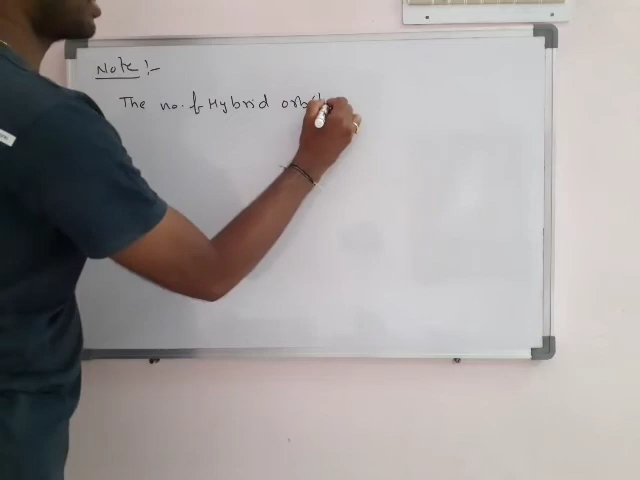 Note :-
The no. of Hybrid